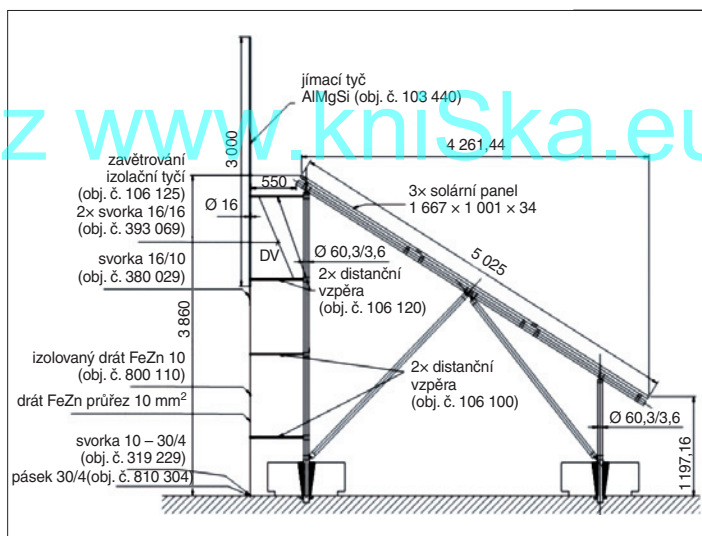 jímací tyč
AlMgSi (obj. č. 103 440)
z www.kniSka.eu
3 000
4 261,44
zavětrování
izolační tyčí
(obj. č. 106 125)
2× svorka 16/16
(obj. č. 393 069)
550
3× solární panel
1 667 × 1 001 × 34
Ø 16
DV
Ø 60,3/3,6
5 025
svorka 16/10
(obj. č. 380 029)
2× distanční
vzpěra
(obj. č. 106 120)
3 860
izolovaný drát FeZn 10
(obj. č. 800 110)
2× distanční
vzpěra
(obj. č. 106 100)
drát FeZn průřez 10 mm²
Ø 60,3/3,6
1197,16
svorka 10 – 30/4
(obj. č. 319 229)
pásek 30/4(obj. č. 810 304)